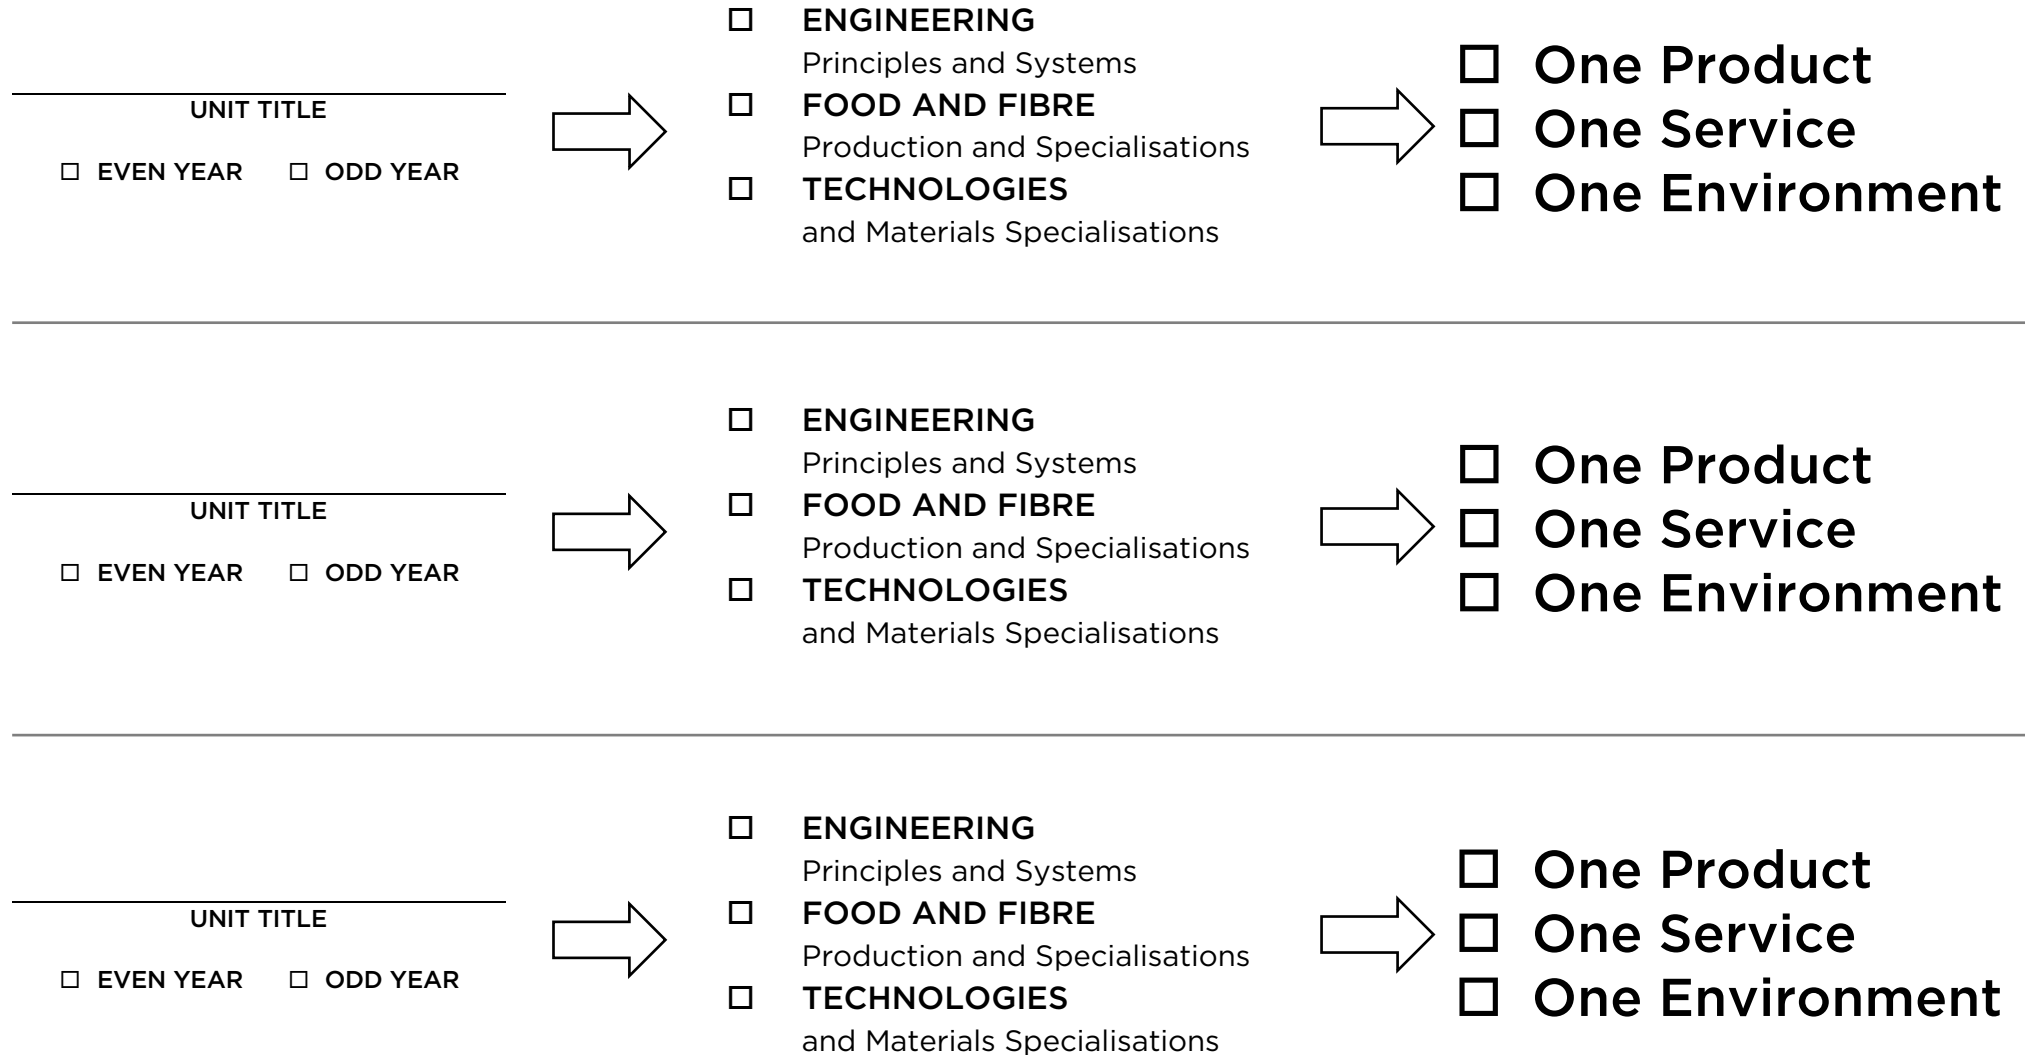 UNIT TITLE
☐ EVEN YEAR ☐ ODD YEAR
☐ ENGINEERING
Principles and Systems
☐ FOOD AND FIBRE
Production and Specialisations
☐ TECHNOLOGIES
and Materials Specialisations
☐ One Product
☐ One Service
☐ One Environment
UNIT TITLE
☐ EVEN YEAR ☐ ODD YEAR
☐ ENGINEERING
Principles and Systems
☐ FOOD AND FIBRE
Production and Specialisations
☐ TECHNOLOGIES
and Materials Specialisations
☐ One Product
☐ One Service
☐ One Environment
UNIT TITLE
☐ EVEN YEAR ☐ ODD YEAR
☐ ENGINEERING
Principles and Systems
☐ FOOD AND FIBRE
Production and Specialisations
☐ TECHNOLOGIES
and Materials Specialisations
☐ One Product
☐ One Service
☐ One Environment